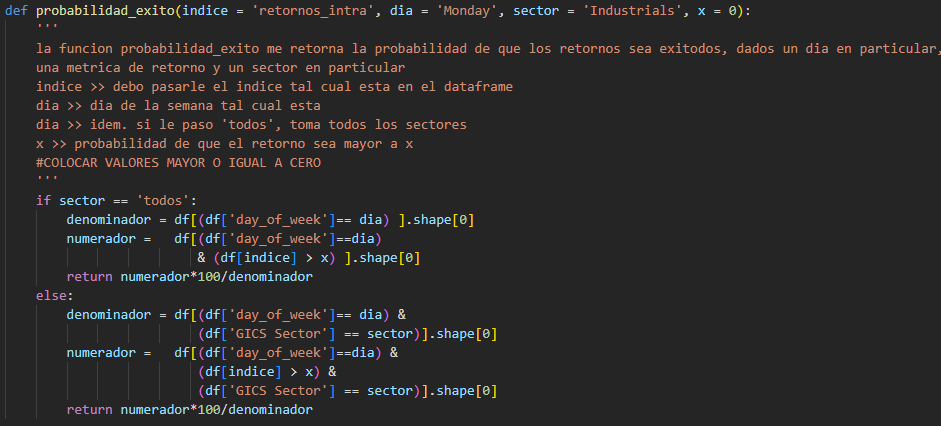 def probabilidad_exito(indice = 'retornos_intra', dia = 'Monday', sector = 'Industrials', x = 0):
    '''
    la funcion probabilidad_exito me retorna la probabilidad de que los retornos sea exitodos, dados un dia en particular,
    una metrica de retorno y un sector en particular
    indice >> debo pasarle el indice tal cual esta en el dataframe
    dia >> dia de la semana tal cual esta
    dia >> idem. si le paso 'todos', toma todos los sectores
    x >> probabilidad de que el retorno sea mayor a x
    #COLOCAR VALORES MAYOR O IGUAL A CERO
    '''
    if sector == 'todos':
        denominador = df[(df['day_of_week']== dia) ].shape[0]
        numerador =   df[(df['day_of_week']==dia)
                         & (df[indice] > x) ].shape[0]
        return numerador*100/denominador
    else:
        denominador = df[(df['day_of_week']== dia) &
                         (df['GICS Sector'] == sector)].shape[0]
        numerador =   df[(df['day_of_week']==dia) &
                         (df[indice] > x) &
                         (df['GICS Sector'] == sector)].shape[0]
        return numerador*100/denominador